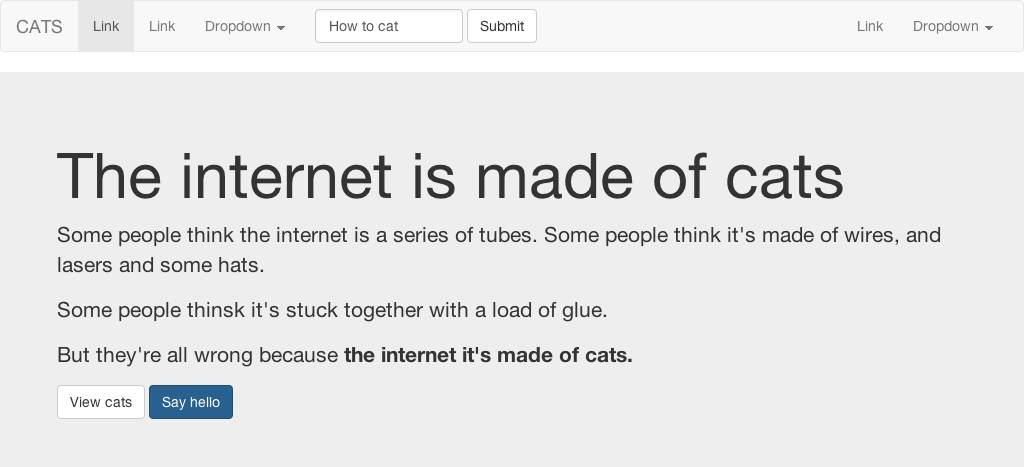 CATS Link Link Dropdown How to cat Submit Link Dropdown
The internet is made of cats
Some people think the internet is a series of tubes. Some people think it's made of wires, and
lasers and some hats.
Some people thinsk it's stuck together with a load of glue.
But they're all wrong because the internet it's made of cats.
View cats Say hello